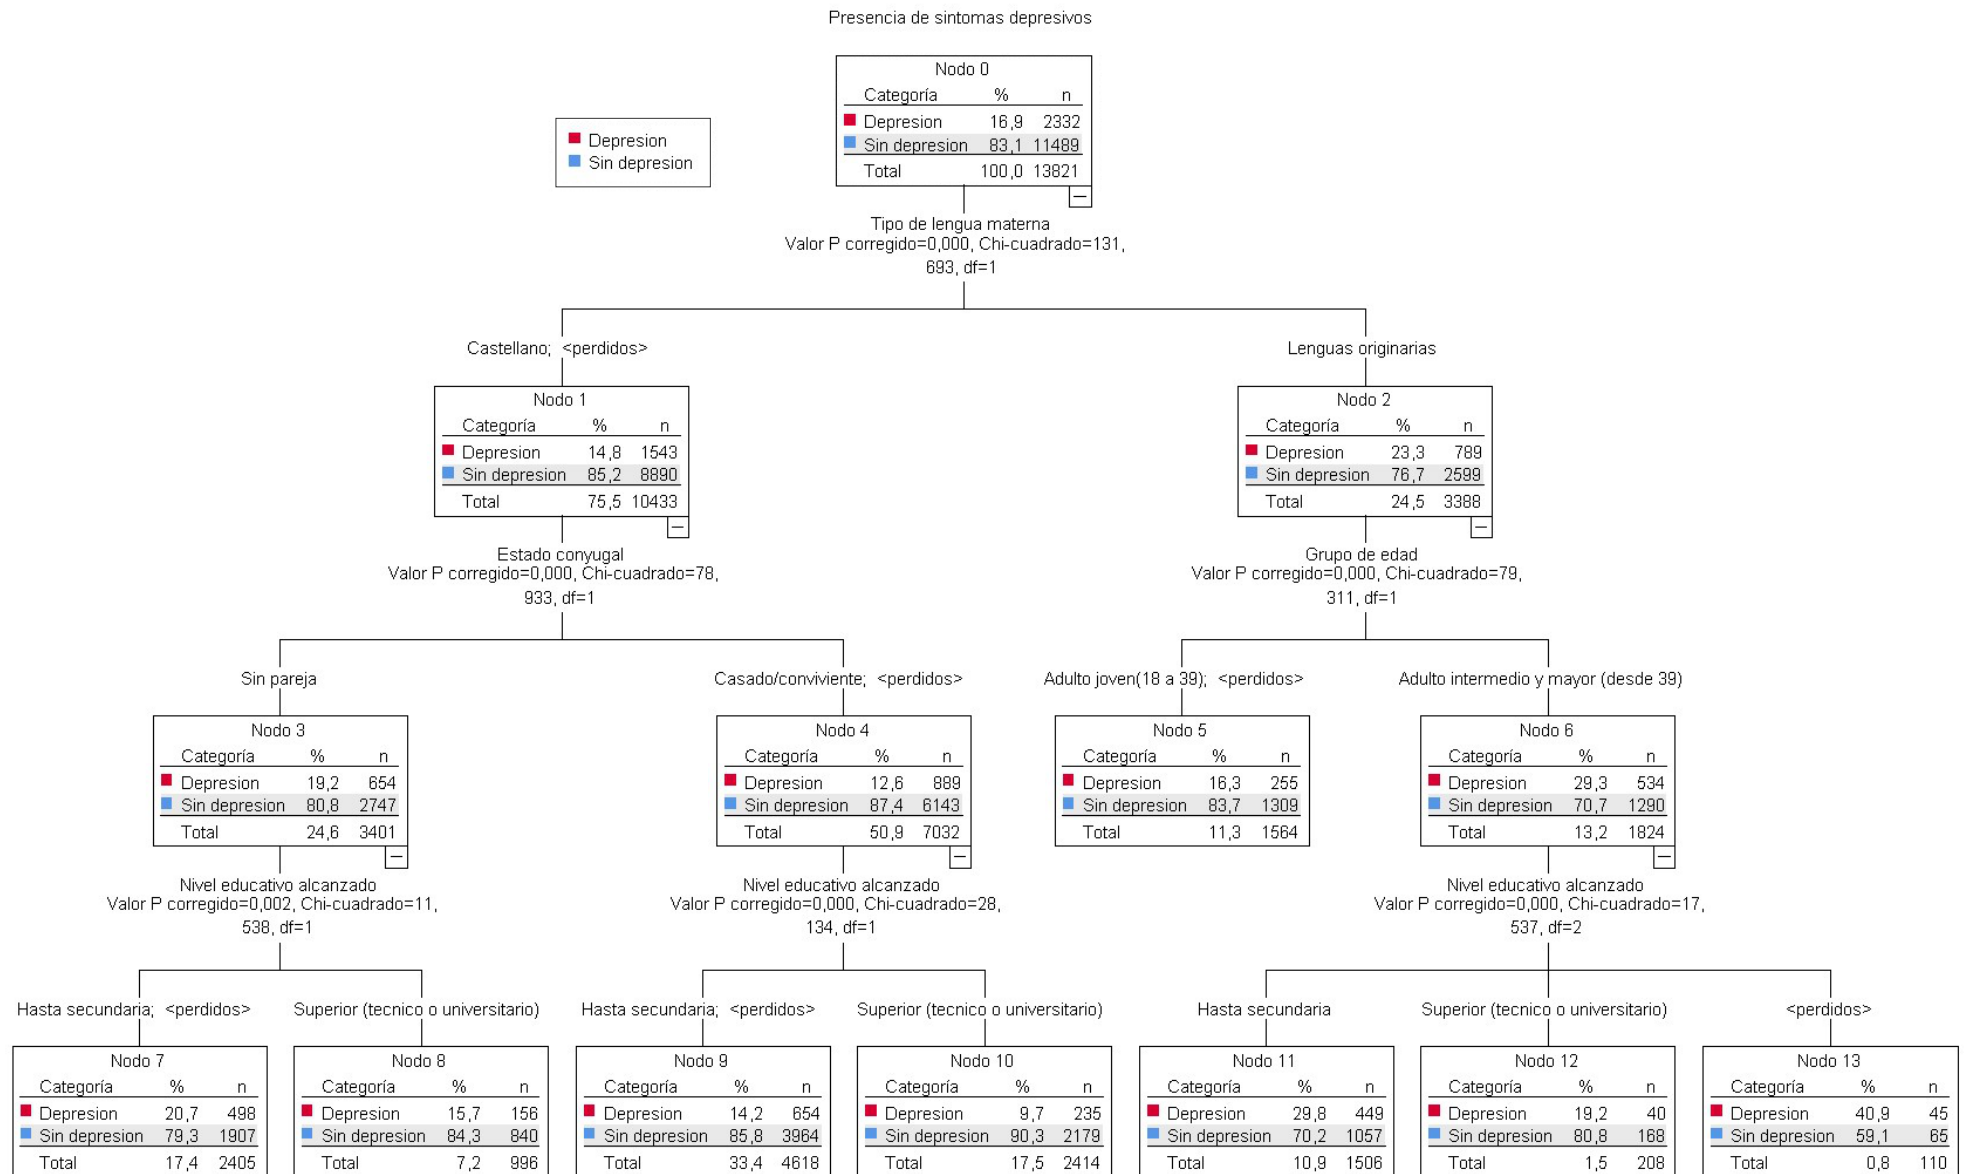 Presencia de sintomas depresivos
Nodo 0
Categoría % n
Depresion 16,9 2332
Sin depresion 83,1 11489
Total 100,0 13821
Depresion
Sin depresion
Tipo de lengua materna
Valor P corregido=0,000, Chi-cuadrado=131,
693, df=1
Castellano; <perdidos>
Lenguas originarias
Nodo 1
Categoría % n
Depresion 14,8 1543
Sin depresion 85,2 8890
Total 75,5 10433
Nodo 2
Categoría % n
Depresion 23,3 789
Sin depresion 76,7 2599
Total 24,5 3388
Estado conyugal
Valor P corregido=0,000, Chi-cuadrado=78,
933, df=1
Grupo de edad
Valor P corregido=0,000, Chi-cuadrado=79,
311, df=1
Sin pareja
Casado/conviviente; <perdidos>
Adulto joven(18 a 39); <perdidos>
Adulto intermedio y mayor (desde 39)
Nodo 3
Categoría % n
Depresion 19,2 654
Sin depresion 80,8 2747
Total 24,6 3401
Nodo 4
Categoría % n
Depresion 12,6 889
Sin depresion 87,4 6143
Total 50,9 7032
Nodo 5
Categoría % n
Depresion 16,3 255
Sin depresion 83,7 1309
Total 11,3 1564
Nodo 6
Categoría % n
Depresion 29,3 534
Sin depresion 70,7 1290
Total 13,2 1824
Nivel educativo alcanzado
Valor P corregido=0,002, Chi-cuadrado=11,
538, df=1
Nivel educativo alcanzado
Valor P corregido=0,000, Chi-cuadrado=28,
134, df=1
Nivel educativo alcanzado
Valor P corregido=0,000, Chi-cuadrado=17,
537, df=2
Hasta secundaria; <perdidos>
Superior (tecnico o universitario)
Hasta secundaria; <perdidos>
Superior (tecnico o universitario)
Hasta secundaria
Superior (tecnico o universitario)
<perdidos>
Nodo 7
Categoría % n
Depresion 20,7 498
Sin depresion 79,3 1907
Total 17,4 2405
Nodo 8
Categoría % n
Depresion 15,7 156
Sin depresion 84,3 840
Total 7,2 996
Nodo 9
Categoría % n
Depresion 14,2 654
Sin depresion 85,8 3964
Total 33,4 4618
Nodo 10
Categoría % n
Depresion 9,7 235
Sin depresion 90,3 2179
Total 17,5 2414
Nodo 11
Categoría % n
Depresion 29,8 449
Sin depresion 70,2 1057
Total 10,9 1506
Nodo 12
Categoría % n
Depresion 19,2 40
Sin depresion 80,8 168
Total 1,5 208
Nodo 13
Categoría % n
Depresion 40,9 45
Sin depresion 59,1 65
Total 0,8 110